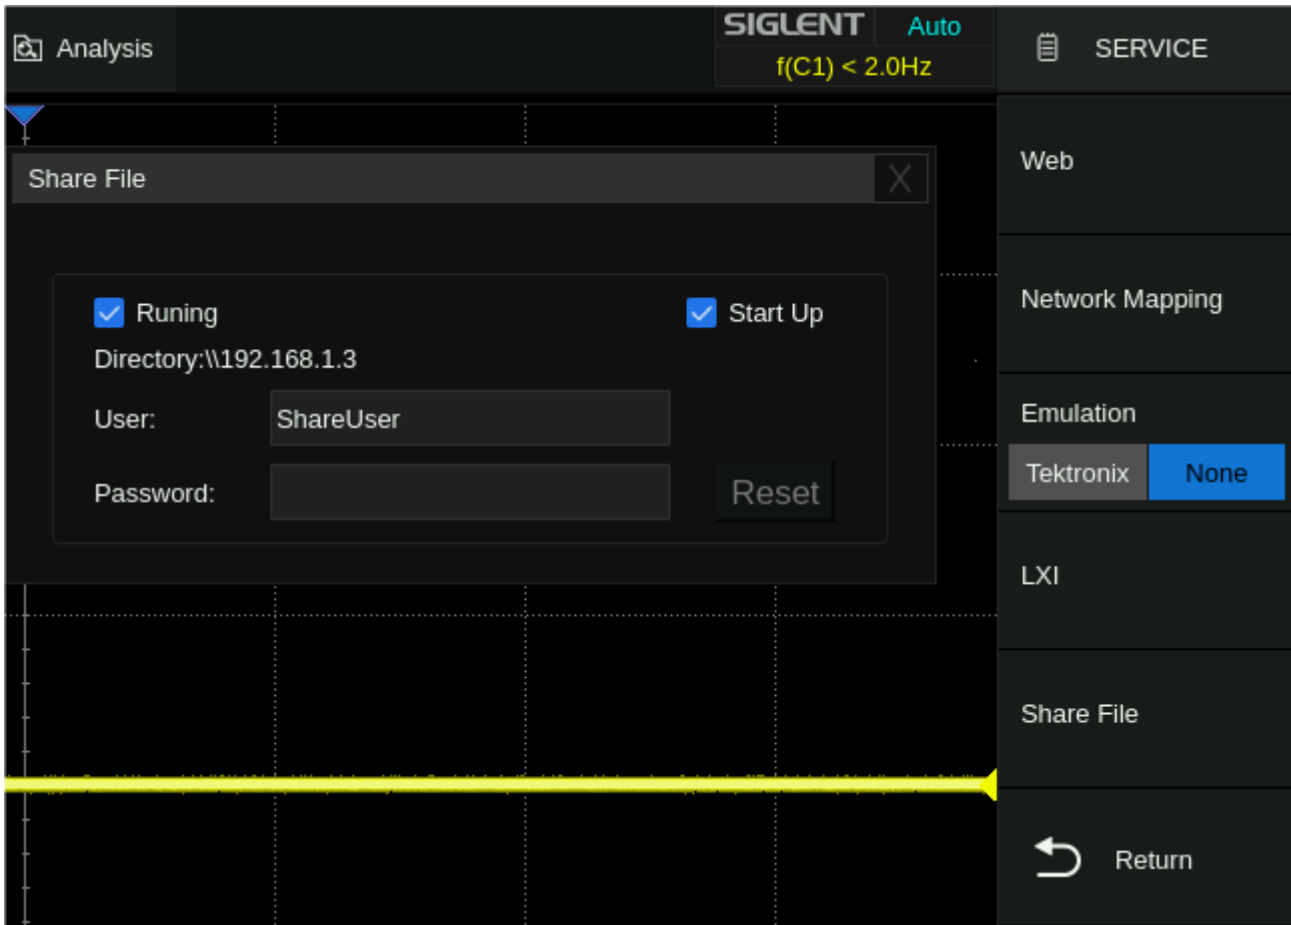 Analysis
SIGLENT Auto
f(C1) < 2.0Hz
SERVICE
Share File X
Runing Start Up
Directory:\\192.168.1.3
User: ShareUser
Password: Reset
Web
Network Mapping
Emulation
Tektronix None
LXI
Share File
Return